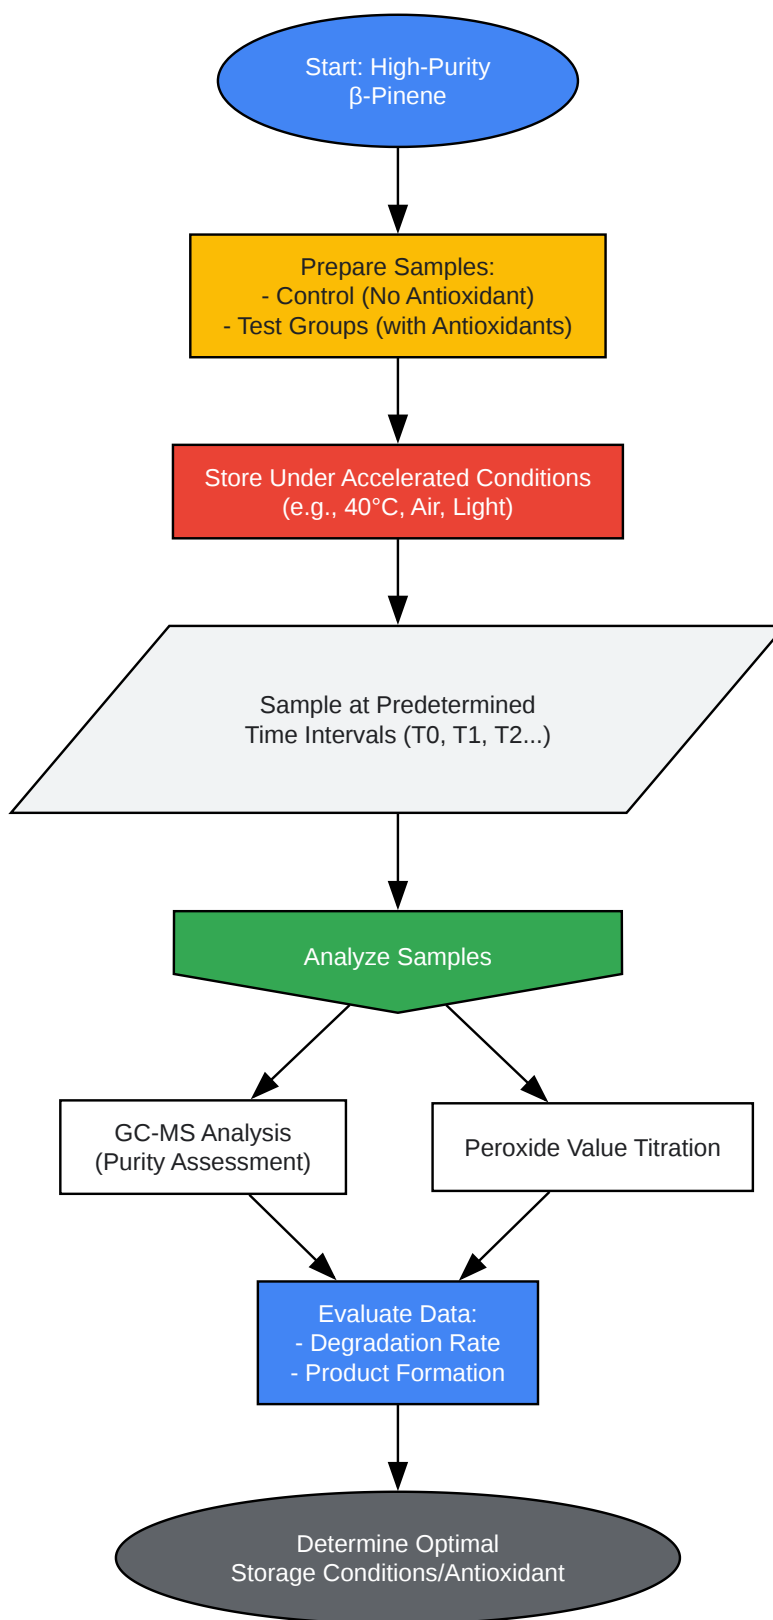 Start: High-Purity
β-Pinene
Prepare Samples:
- Control (No Antioxidant)
- Test Groups (with Antioxidants)
Store Under Accelerated Conditions
(e.g., 40°C, Air, Light)
Sample at Predetermined
Time Intervals (T0, T1, T2...)
Analyze Samples
GC-MS Analysis
(Purity Assessment)
Peroxide Value Titration
Evaluate Data:
- Degradation Rate
- Product Formation
Determine Optimal
Storage Conditions/Antioxidant